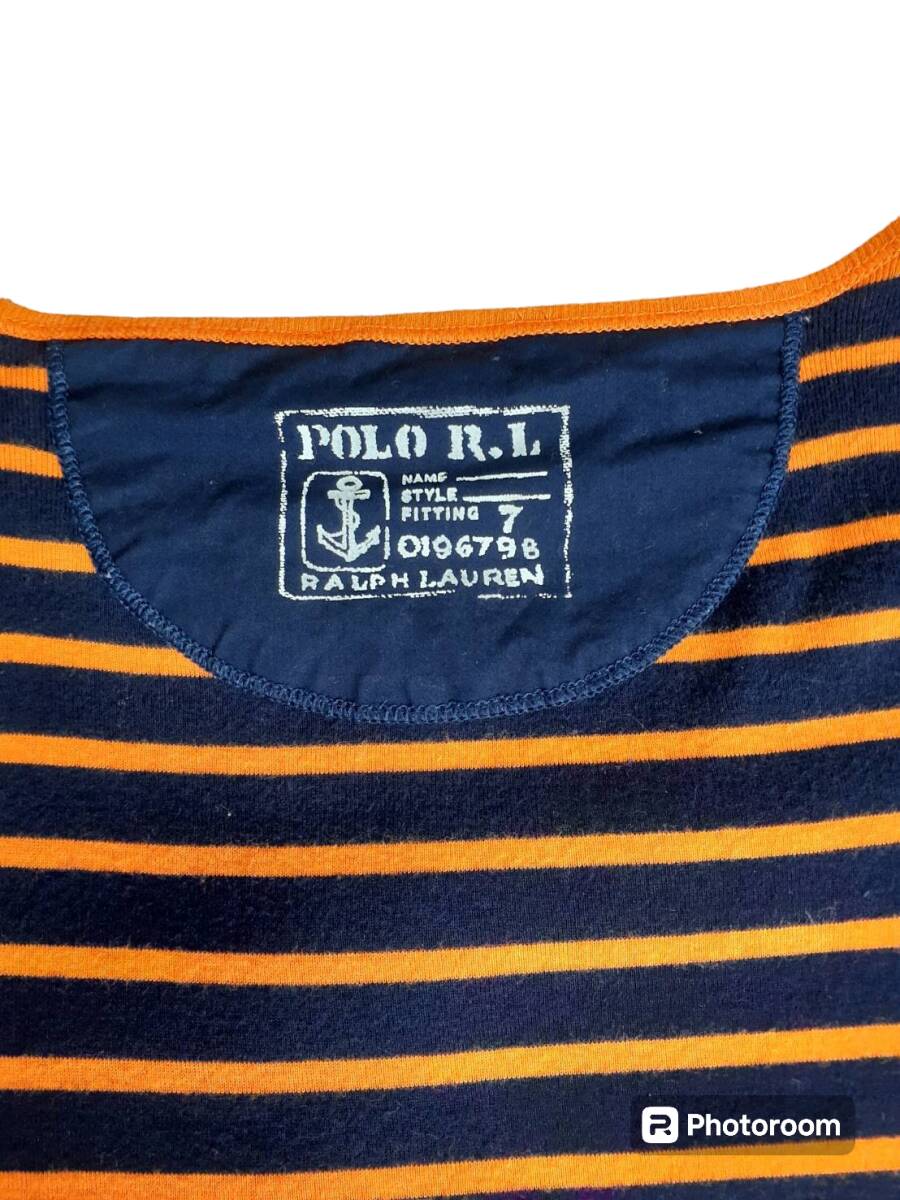 POLO R.L
NAME
STYLE
FITTING 7
0196798
RALPH LAUREN
Photoroom